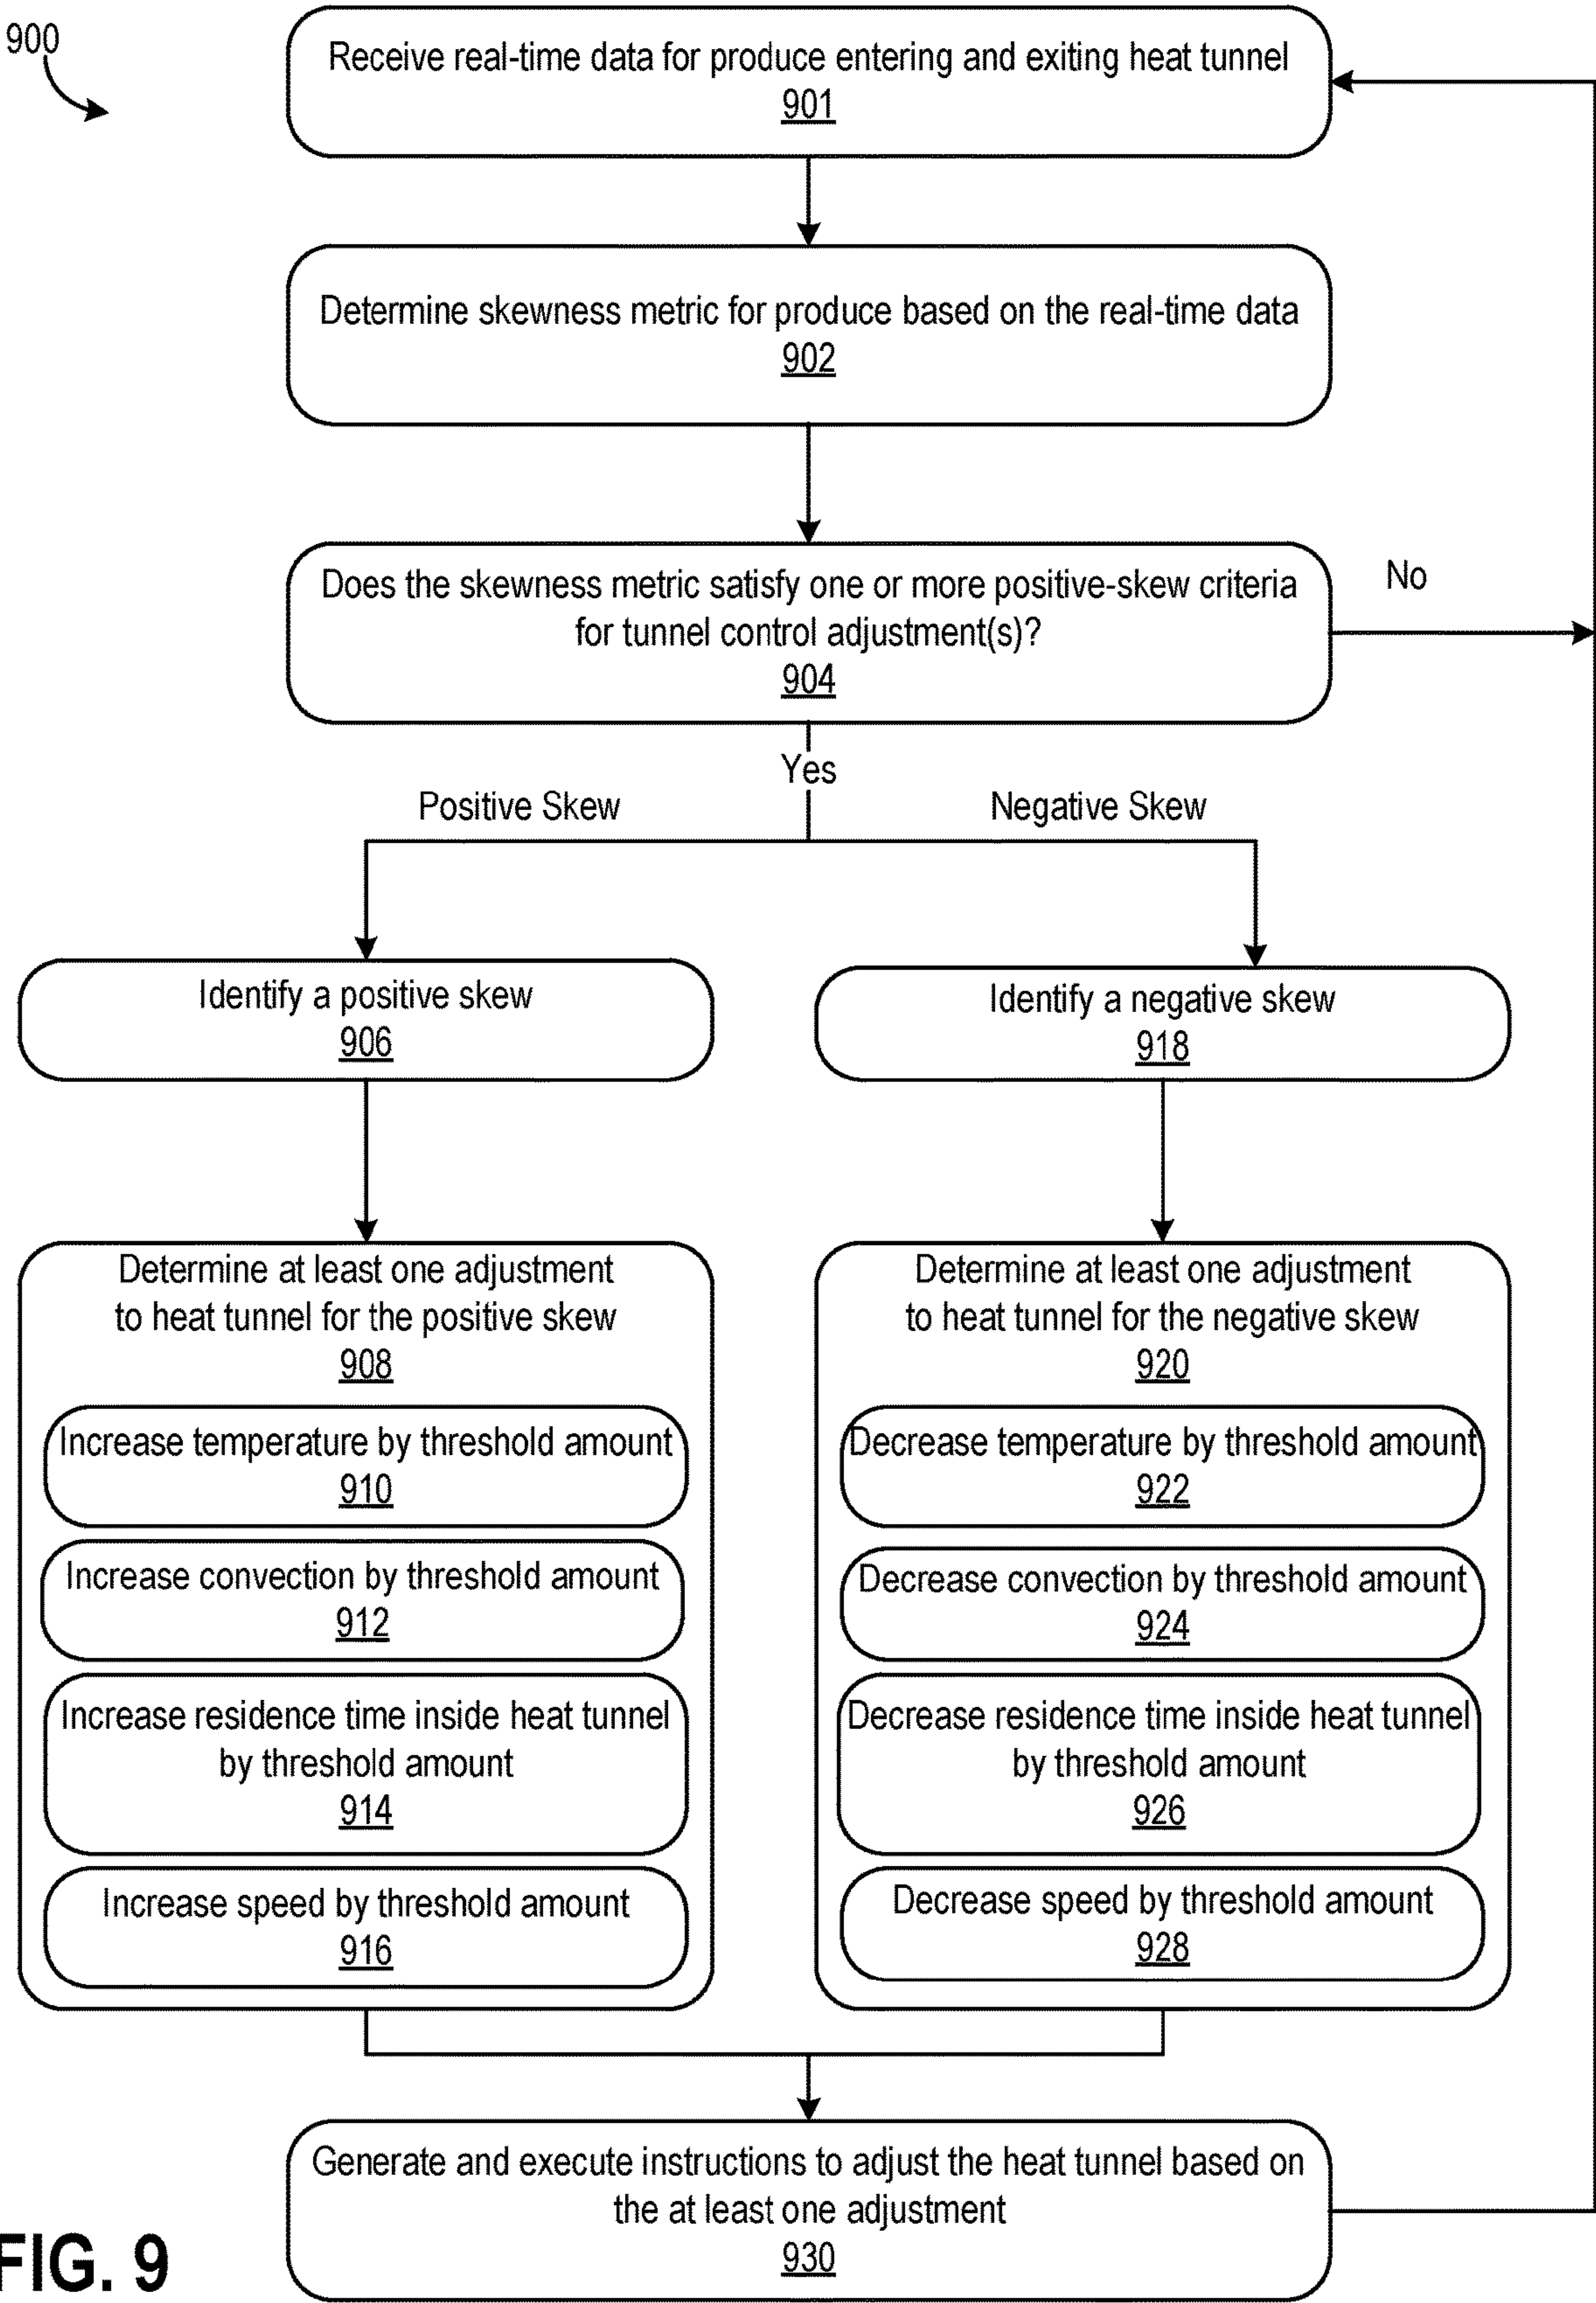 900
Receive real-time data for produce entering and exiting heat tunnel
901
Determine skewness metric for produce based on the real-time data
902
Does the skewness metric satisfy one or more positive-skew criteria
for tunnel control adjustment(s)?
904
No
Yes
Positive Skew
Negative Skew
Identify a positive skew
906
Identify a negative skew
918
Determine at least one adjustment
to heat tunnel for the positive skew
908
Increase temperature by threshold amount
910
Increase convection by threshold amount
912
Increase residence time inside heat tunnel
by threshold amount
914
Increase speed by threshold amount
916
Determine at least one adjustment
to heat tunnel for the negative skew
920
Decrease temperature by threshold amount
922
Decrease convection by threshold amount
924
Decrease residence time inside heat tunnel
by threshold amount
926
Decrease speed by threshold amount
928
Generate and execute instructions to adjust the heat tunnel based on
the at least one adjustment
930
FIG. 9